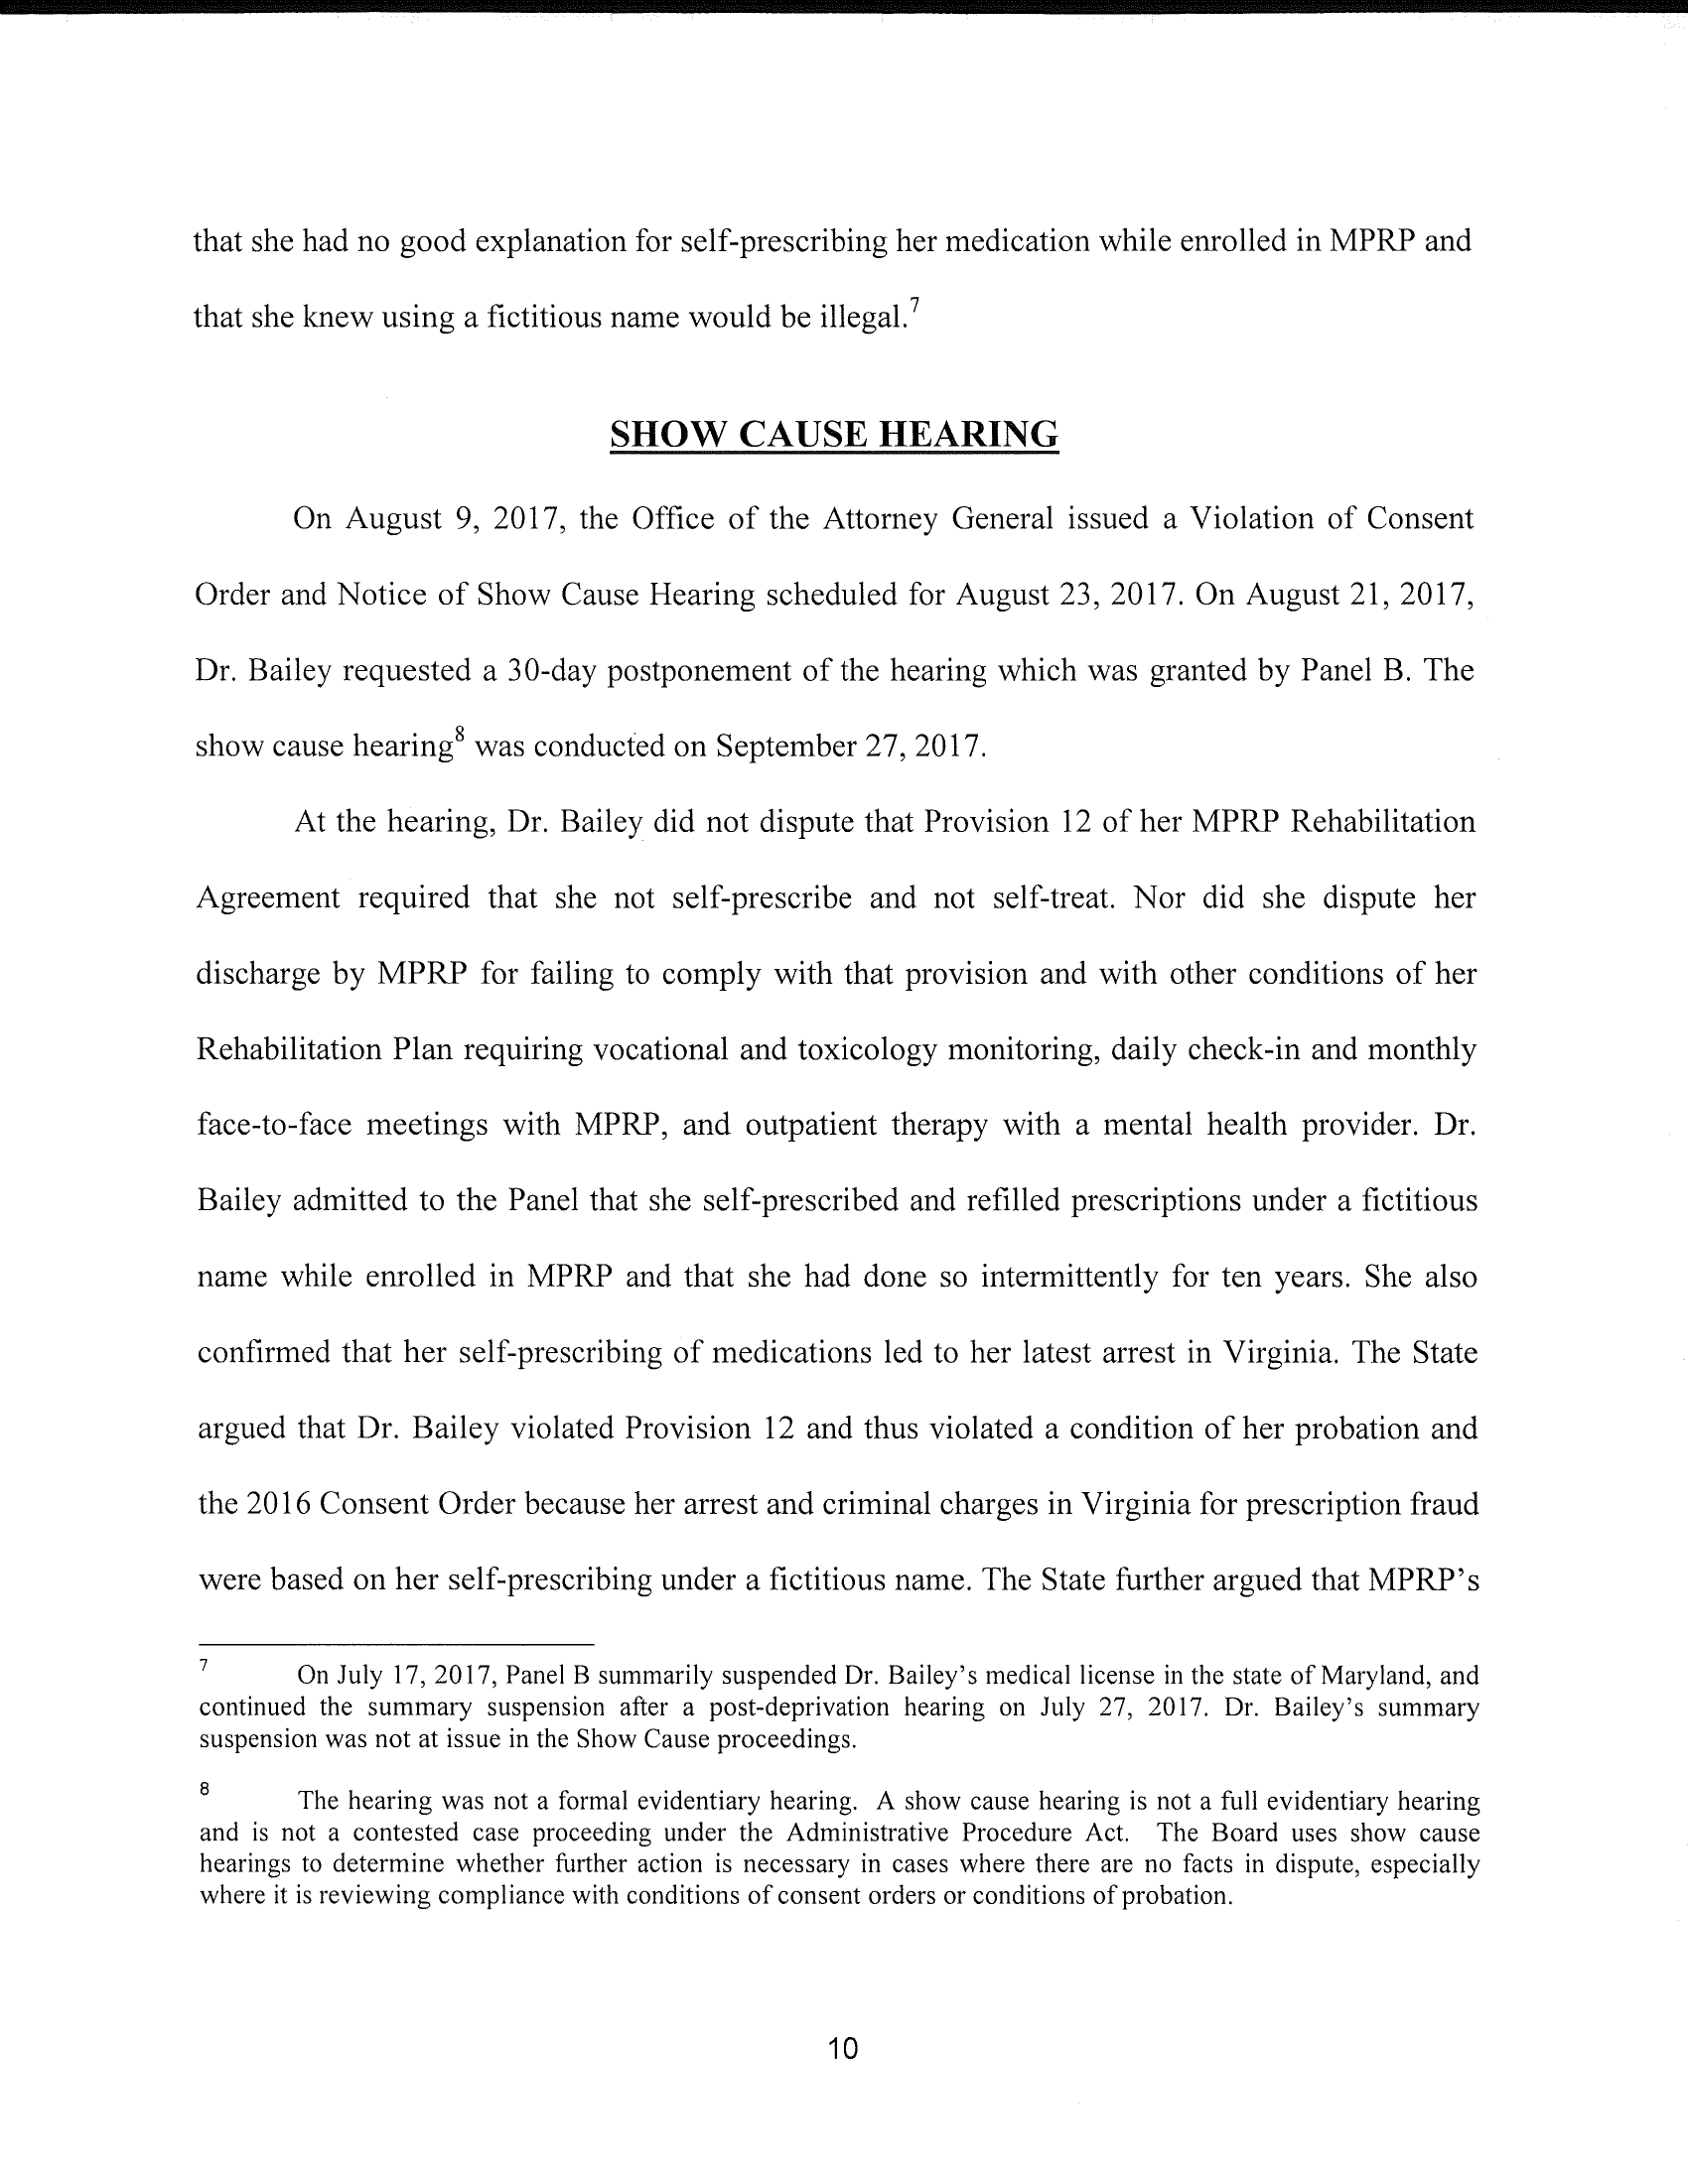 that she had no good explanation for self-prescribing her medication while enrolled in MPRP and
that she knew using a fictitious name would be illegal.7
SHOW CAUSE HEARING
On August 9, 2017, the Office of the Attorney General issued a Violation of Consent
Order and Notice of Show Cause Hearing scheduled for August 23, 2017. On August 21, 2017,
Dr. Bailey requested a 30-day postponement of the hearing which was granted by Panel B. The
show cause hearing8 was conducted on September 27, 2017.
At the hearing, Dr. Bailey did not dispute that Provision 12 of her MPRP Rehabilitation
Agreement required that she not self-prescribe and not self-treat. Nor did she dispute her
discharge by MPRP for failing to comply with that provision and with other conditions of her
Rehabilitation Plan requiring vocational and toxicology monitoring, daily check-in and monthly
face-to-face meetings with MPRP, and outpatient therapy with a mental health provider. Dr.
Bailey admitted to the Panel that she self-prescribed and refilled prescriptions under a fictitious
name while enrolled in MPRP and that she had done so intermittently for ten years. She also
confirmed that her self-prescribing of medications led to her latest arrest in Virginia. The State
argued that Dr. Bailey violated Provision 12 and thus violated a condition of her probation and
the 2016 Consent Order because her arrest and criminal charges in Virginia for prescription fraud
were based on her self-prescribing under a fictitious name. The State further argued that MPRP's
7 On July 17, 2017, Panel B summarily suspended Dr. Bailey's medical license in the state of Maryland, and
continued the summary suspension after a post-deprivation hearing on July 27, 2017. Dr. Bailey's summary
suspension was not at issue in the Show Cause proceedings.
8 The hearing was not a formal evidentiary hearing. A show cause hearing is not a full evidentiary hearing
and is not a contested case proceeding under the Administrative Procedure Act. The Board uses show cause
hearings to determine whether further action is necessary in cases where there are no facts in dispute, especially
where it is reviewing compliance with conditions of consent orders or conditions of probation.
10